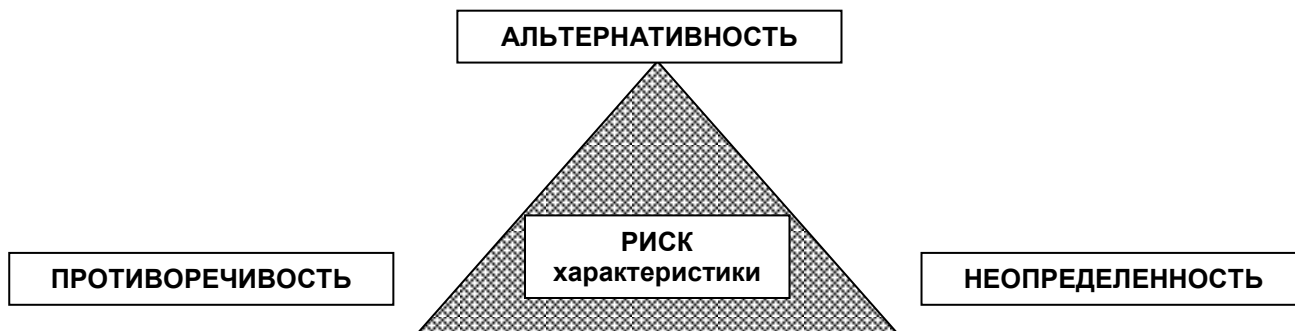 АЛЬТЕРНАТИВНОСТЬ
РИСК
характеристики
ПРОТИВОРЕЧИВОСТЬ
НЕОПРЕДЕЛЕННОСТЬ